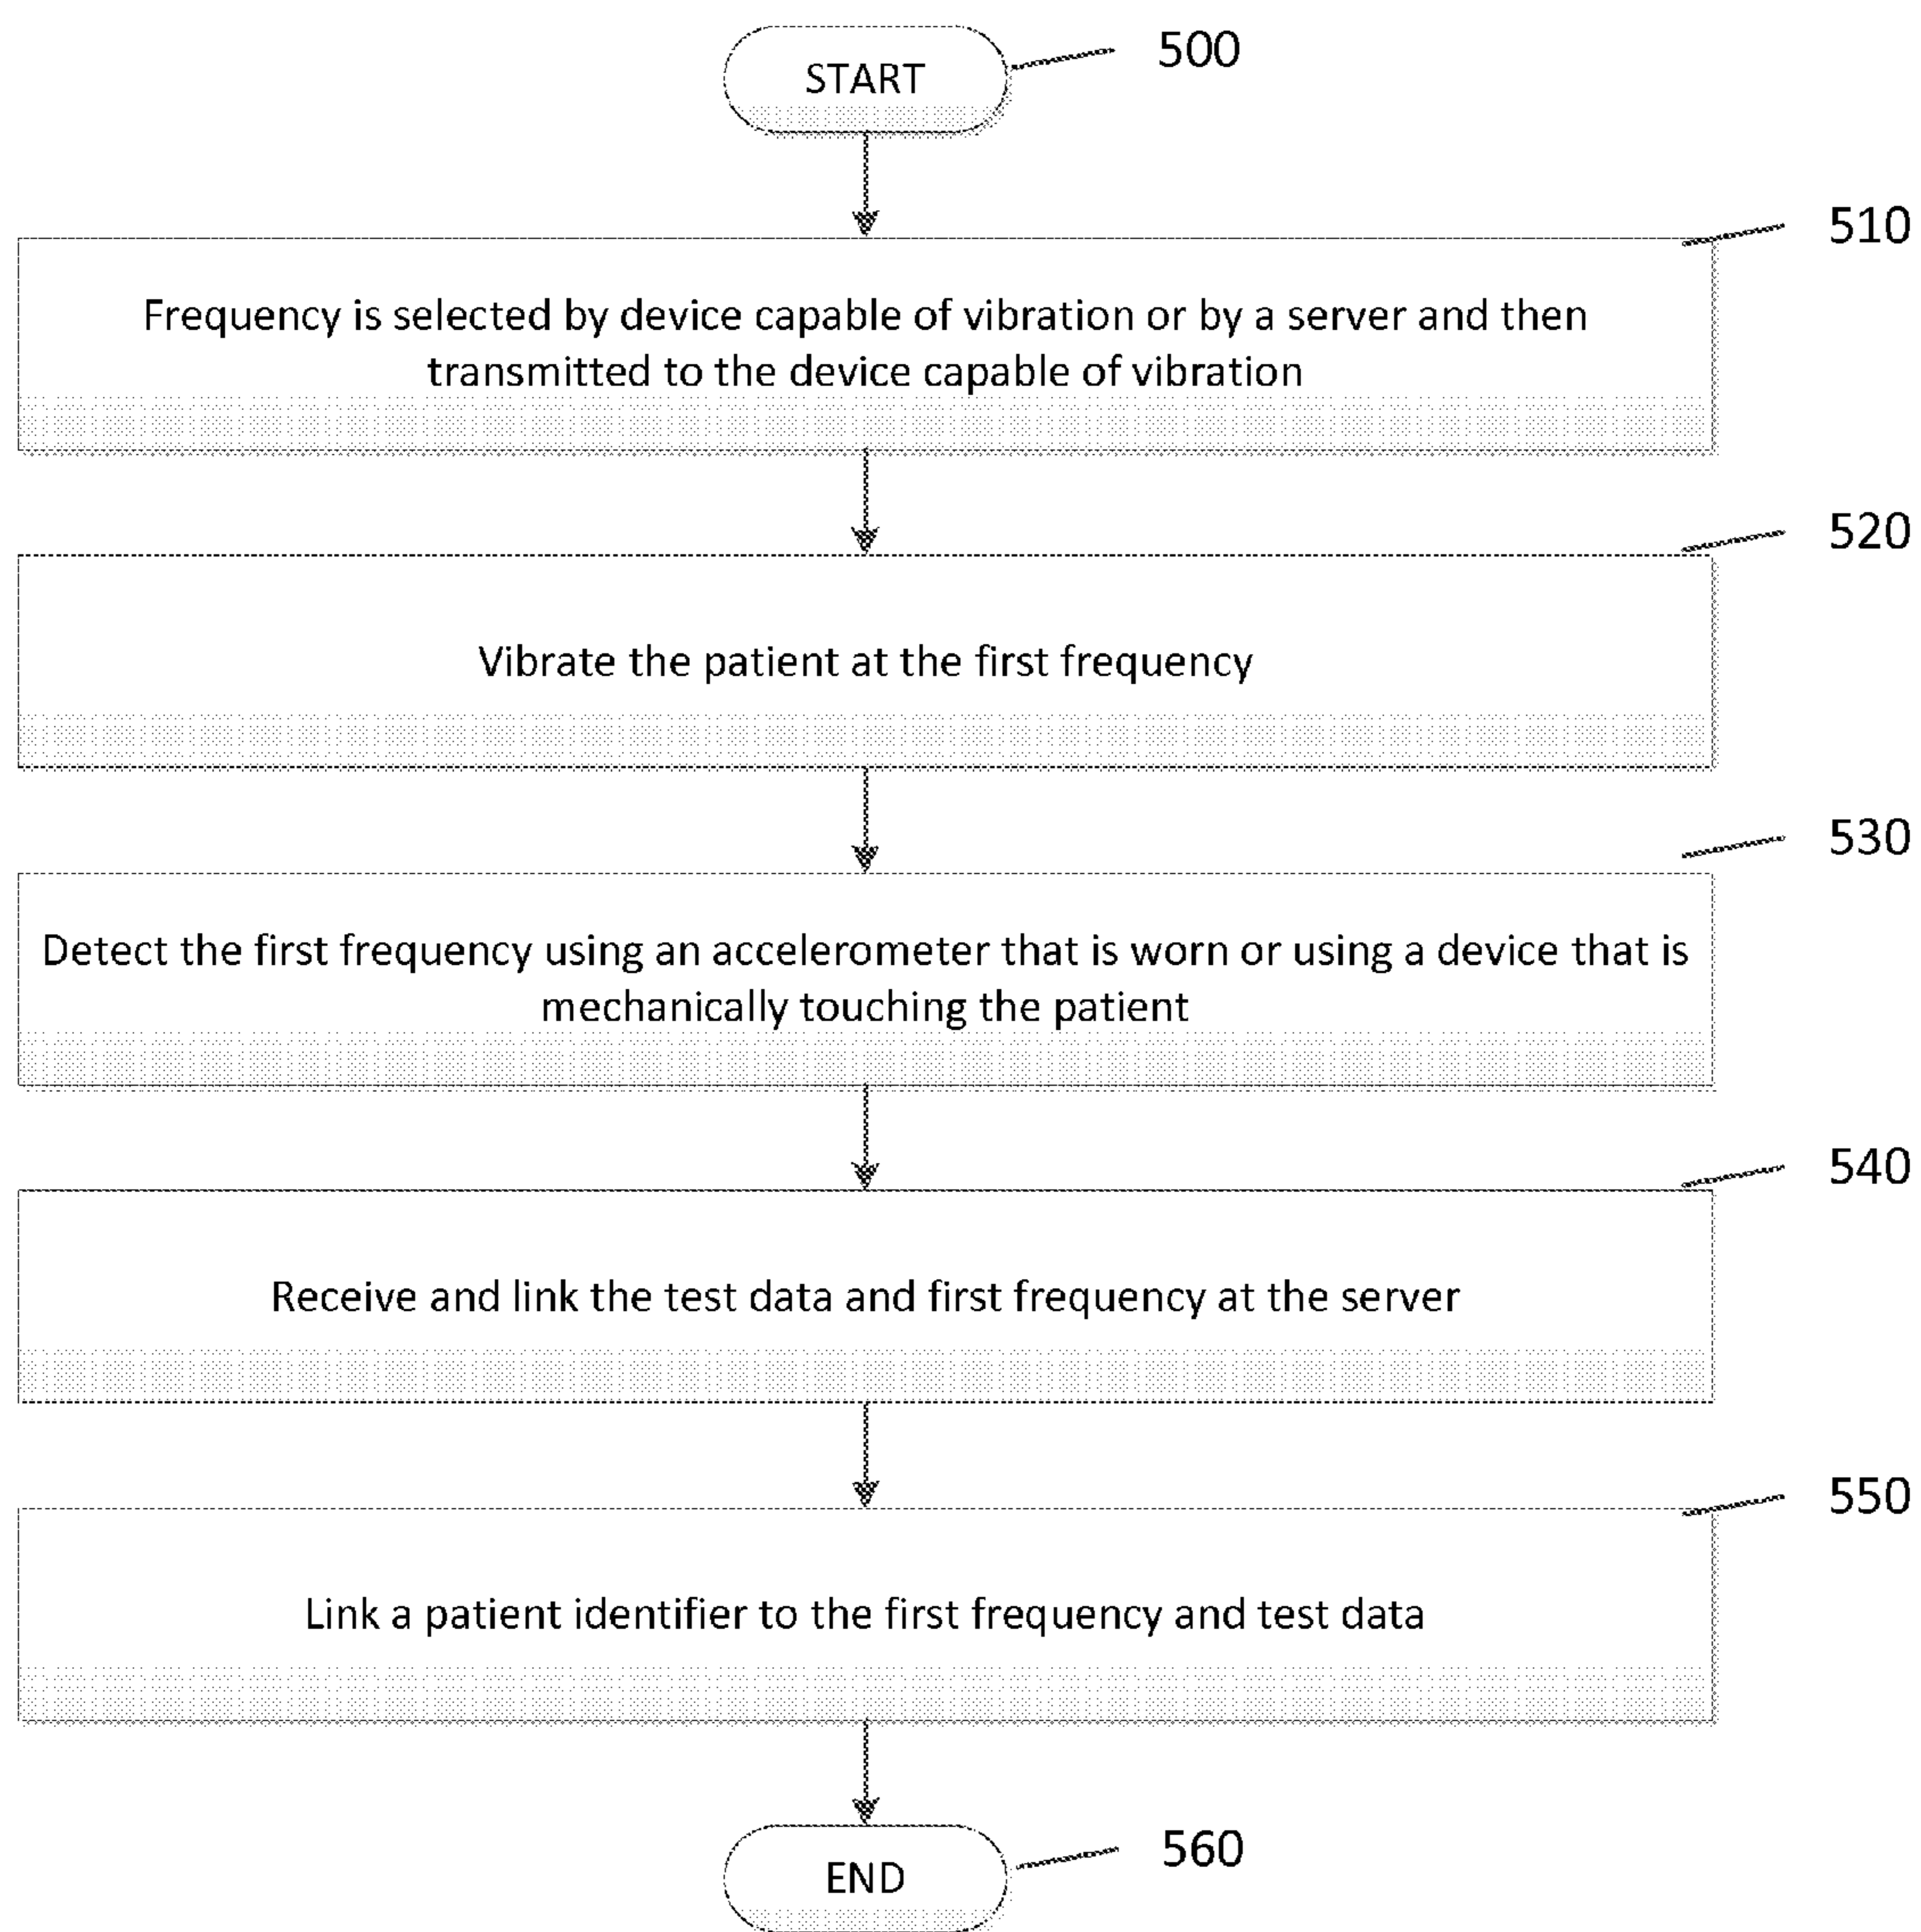 START
500
510
Frequency is selected by device capable of vibration or by a server and then
transmitted to the device capable of vibration
520
Vibrate the patient at the first frequency
530
Detect the first frequency using an accelerometer that is worn or using a device that is
mechanically touching the patient
540
Receive and link the test data and first frequency at the server
550
Link a patient identifier to the first frequency and test data
560
END